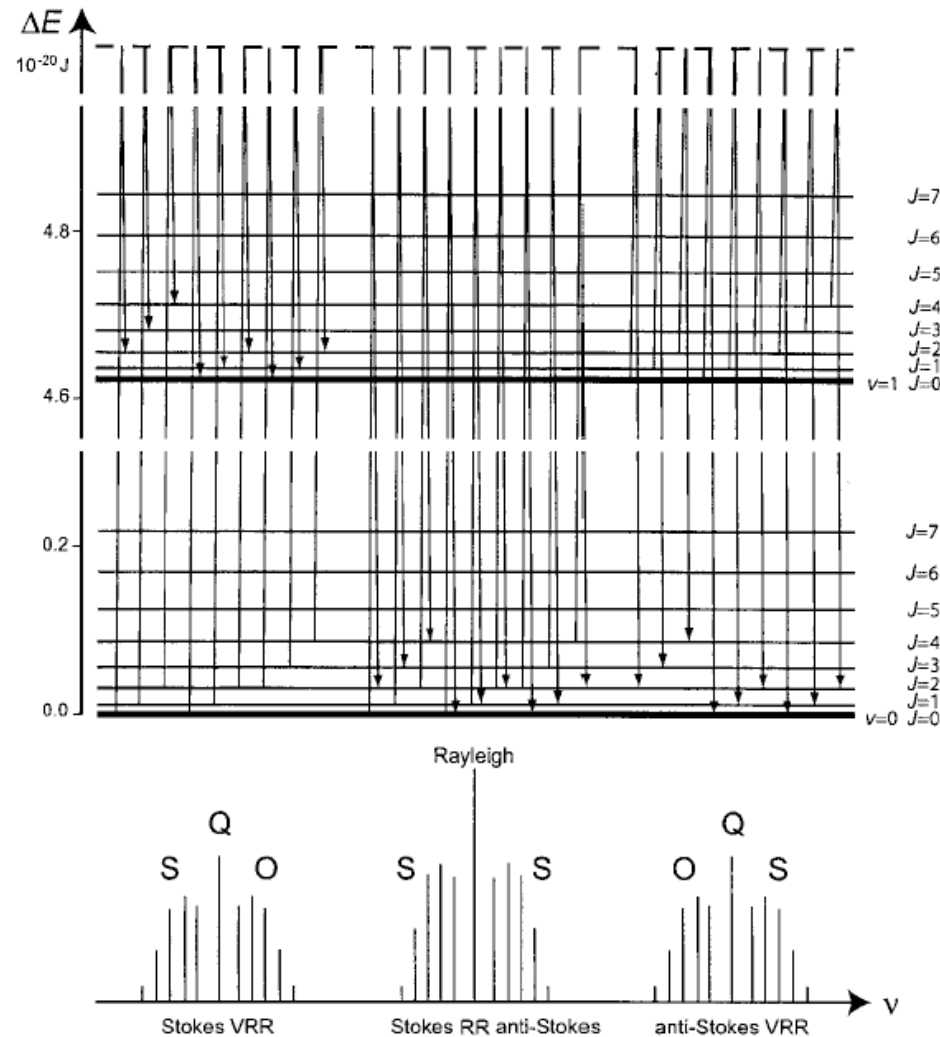 ΔE
10⁻²⁰J
J=7
4.8
J=6
J=5
J=4
J=3
J=2
J=1
v=1 J=0
4.6
J=7
0.2
J=6
J=5
J=4
J=3
J=2
J=1
0.0
v=0 J=0
Rayleigh
Q Q
S O S S O S
ν
Stokes VRR Stokes RR anti-Stokes anti-Stokes VRR